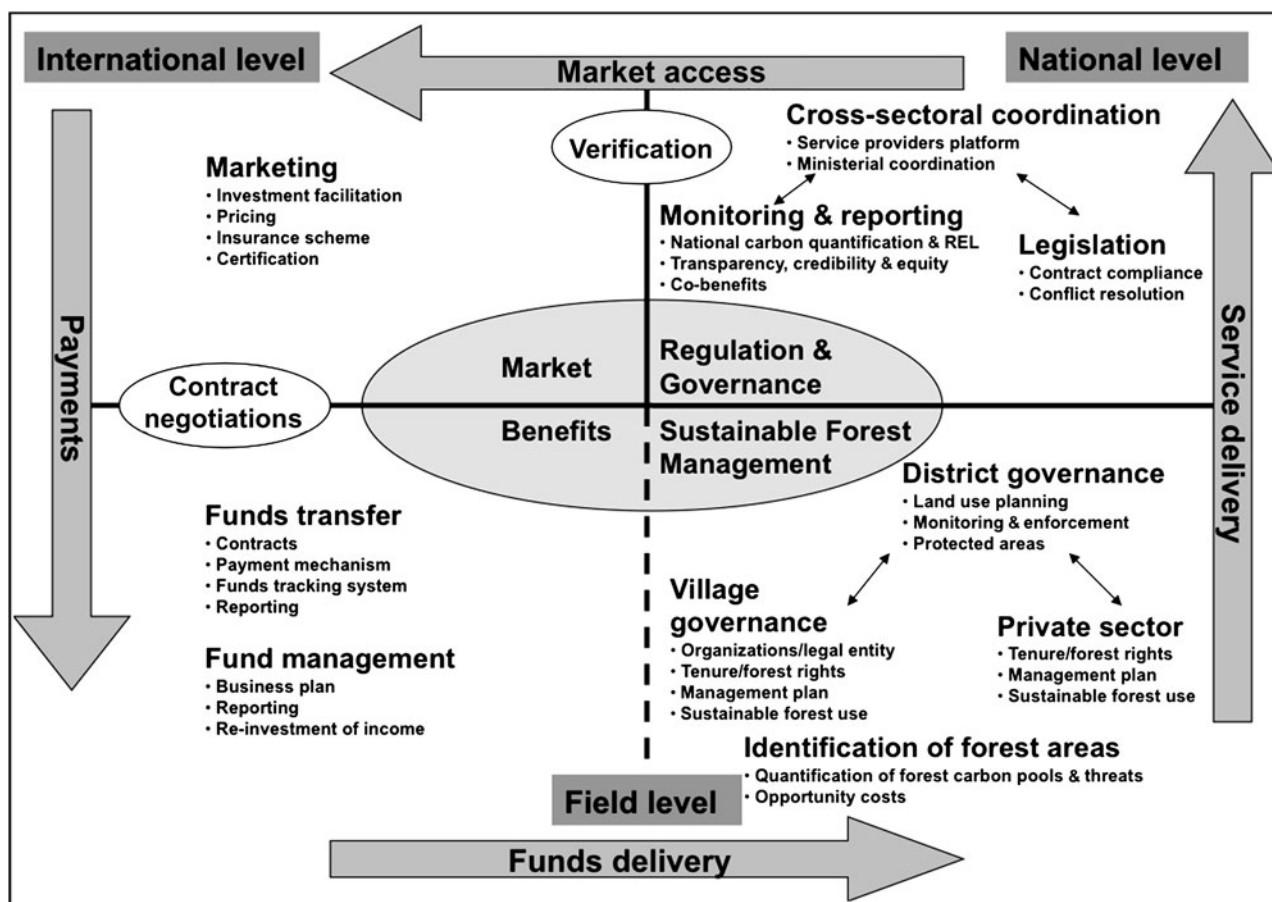 International level
Market access
National level
Verification
Cross-sectoral coordination
• Service providers platform
• Ministerial coordination
Marketing
• Investment facilitation
• Pricing
• Insurance scheme
• Certification
Monitoring & reporting
• National carbon quantification & REL
• Transparency, credibility & equity
• Co-benefits
Legislation
• Contract compliance
• Conflict resolution
Payments
Service delivery
Contract
negotiations
Market
Regulation &
Governance
Benefits
Sustainable Forest
Management
District governance
• Land use planning
• Monitoring & enforcement
• Protected areas
Funds transfer
• Contracts
• Payment mechanism
• Funds tracking system
• Reporting
Village
governance
• Organizations/legal entity
• Tenure/forest rights
• Management plan
• Sustainable forest use
Private sector
• Tenure/forest rights
• Management plan
• Sustainable forest use
Fund management
• Business plan
• Reporting
• Re-investment of income
Identification of forest areas
• Quantification of forest carbon pools & threats
• Opportunity costs
Field level
Funds delivery